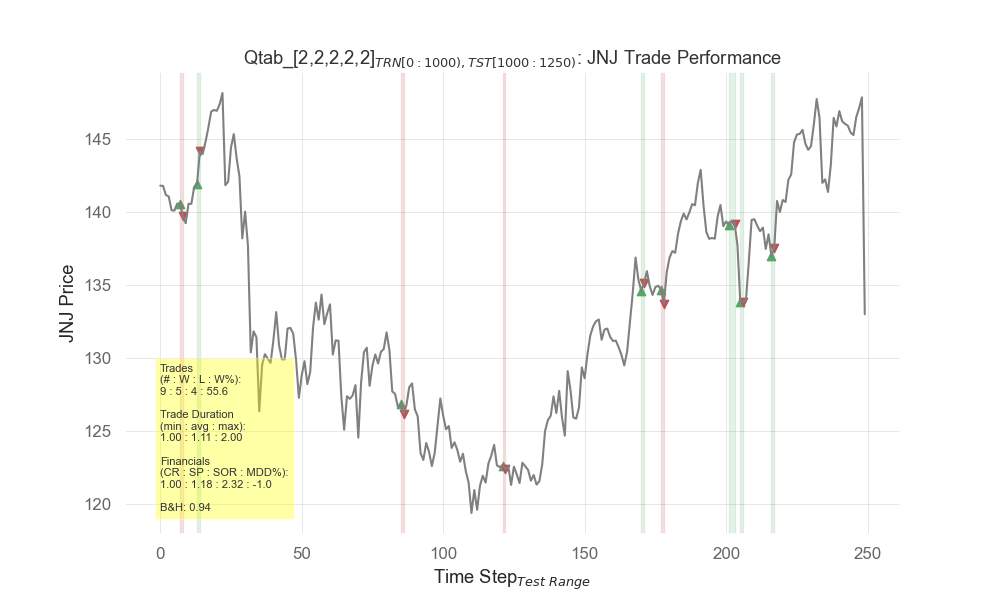 Qtab_[2,2,2,2,2]TRN[0 : 1000), TST[1000 : 1250): JNJ Trade Performance
JNJ Price
145
140
135
130
125
120
Trades
(# : W : L : W%):
9 : 5 : 4 : 55.6
Trade Duration
(min : avg : max):
1.00 : 1.11 : 2.00
Financials
(CR : SP : SOR : MDD%):
1.00 : 1.18 : 2.32 : -1.0
B&H: 0.94
0 50 100 150 200 250
Time StepTest Range